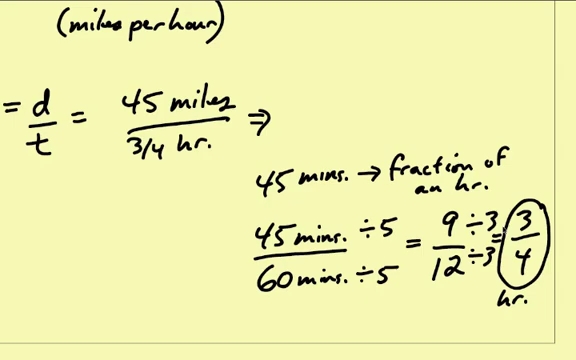 (miles per hour)
= d/t = 45 miles / 3/4 hr. ⇒
45 mins. → fraction of
an hr.
45 mins. ÷5 / 60 mins. ÷5 = 9 ÷3 / 12 ÷3 = 3/4
hr.